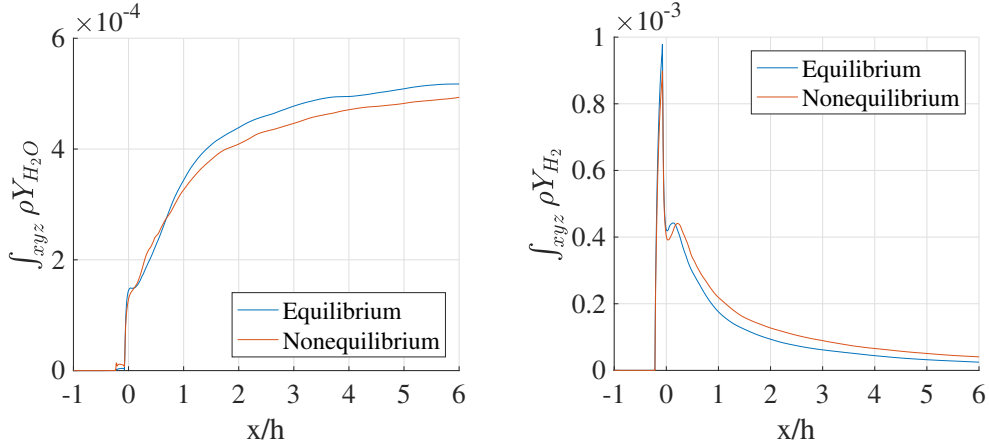 ×10⁻⁴
6
4
2
0
-1 0 1 2 3 4 5 6
x/h
∫xyz ρY_H₂O
Equilibrium
Nonequilibrium
×10⁻³
1
0.8
0.6
0.4
0.2
0
-1 0 1 2 3 4 5 6
x/h
∫xyz ρY_H₂
Equilibrium
Nonequilibrium